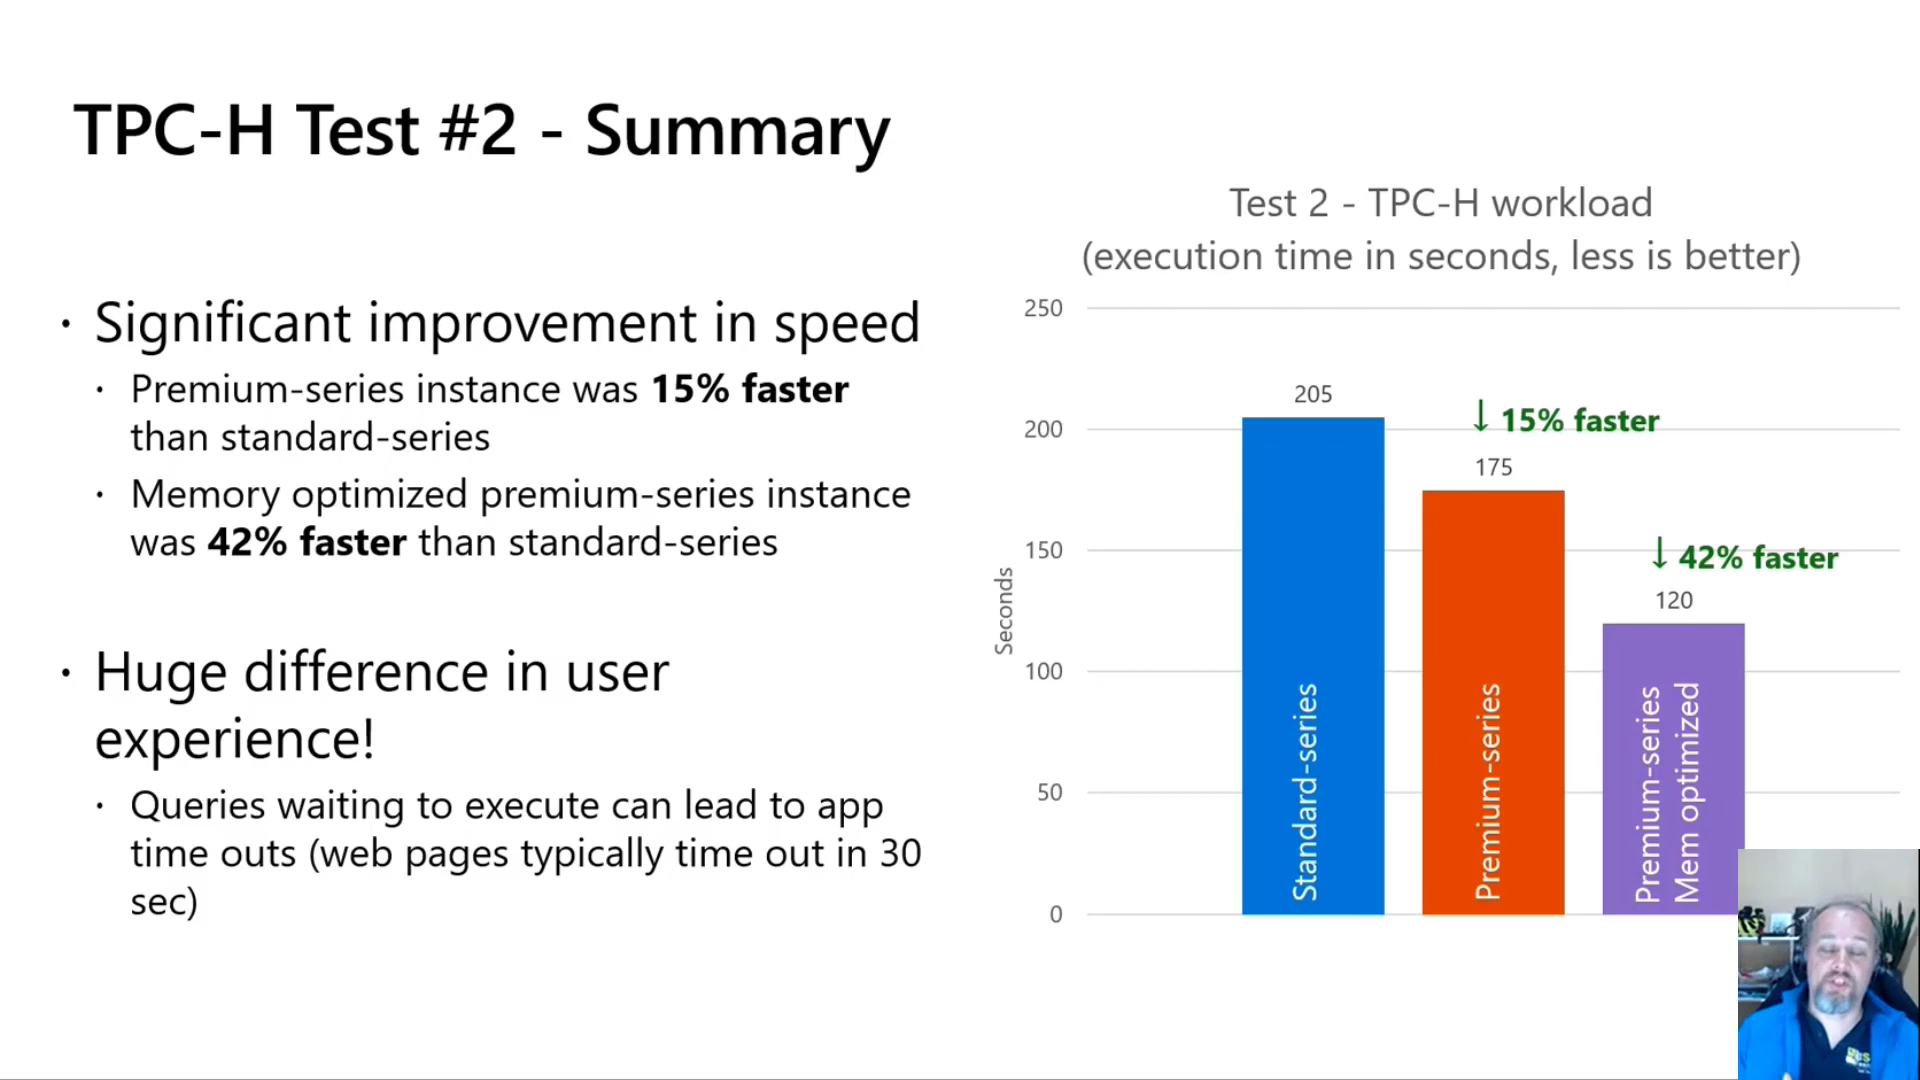 TPC-H Test #2 - Summary
· Significant improvement in speed
· Premium-series instance was 15% faster
than standard-series
· Memory optimized premium-series instance
was 42% faster than standard-series
· Huge difference in user
experience!
· Queries waiting to execute can lead to app
time outs (web pages typically time out in 30
sec)
Test 2 - TPC-H workload
(execution time in seconds, less is better)
250
200
150
100
50
0
Seconds
205
↓ 15% faster
175
↓ 42% faster
120
Standard-series
Premium-series
Premium-series
Mem optimized